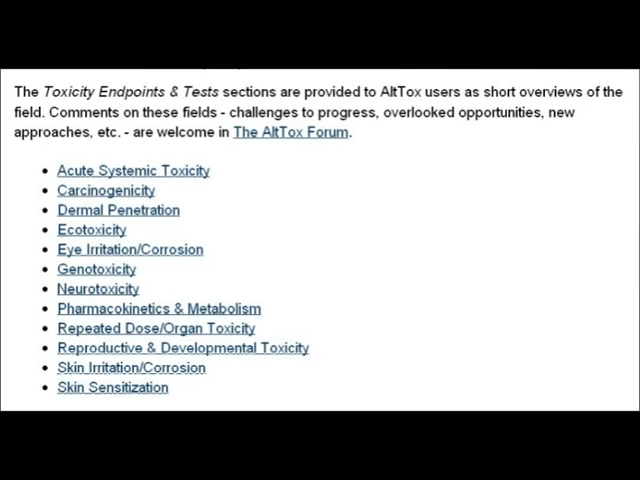 The Toxicity Endpoints & Tests sections are provided to AltTox users as short overviews of the
field. Comments on these fields - challenges to progress, overlooked opportunities, new
approaches, etc. - are welcome in The AltTox Forum.
• Acute Systemic Toxicity
• Carcinogenicity
• Dermal Penetration
• Ecotoxicity
• Eye Irritation/Corrosion
• Genotoxicity
• Neurotoxicity
• Pharmacokinetics & Metabolism
• Repeated Dose/Organ Toxicity
• Reproductive & Developmental Toxicity
• Skin Irritation/Corrosion
• Skin Sensitization